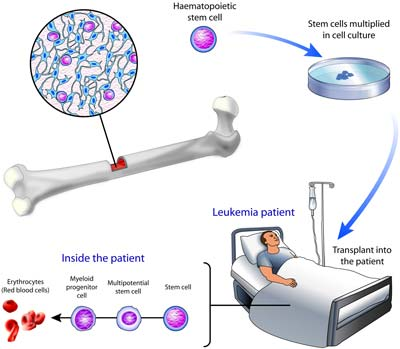 Haematopoietic
stem cell
Stem cells multiplied
in cell culture
Leukemia patient
Transplant into
the patient
Inside the patient
Erythrocytes
(Red blood cells)
Myeloid
progenitor
cell
Multipotential
stem cell
Stem cell